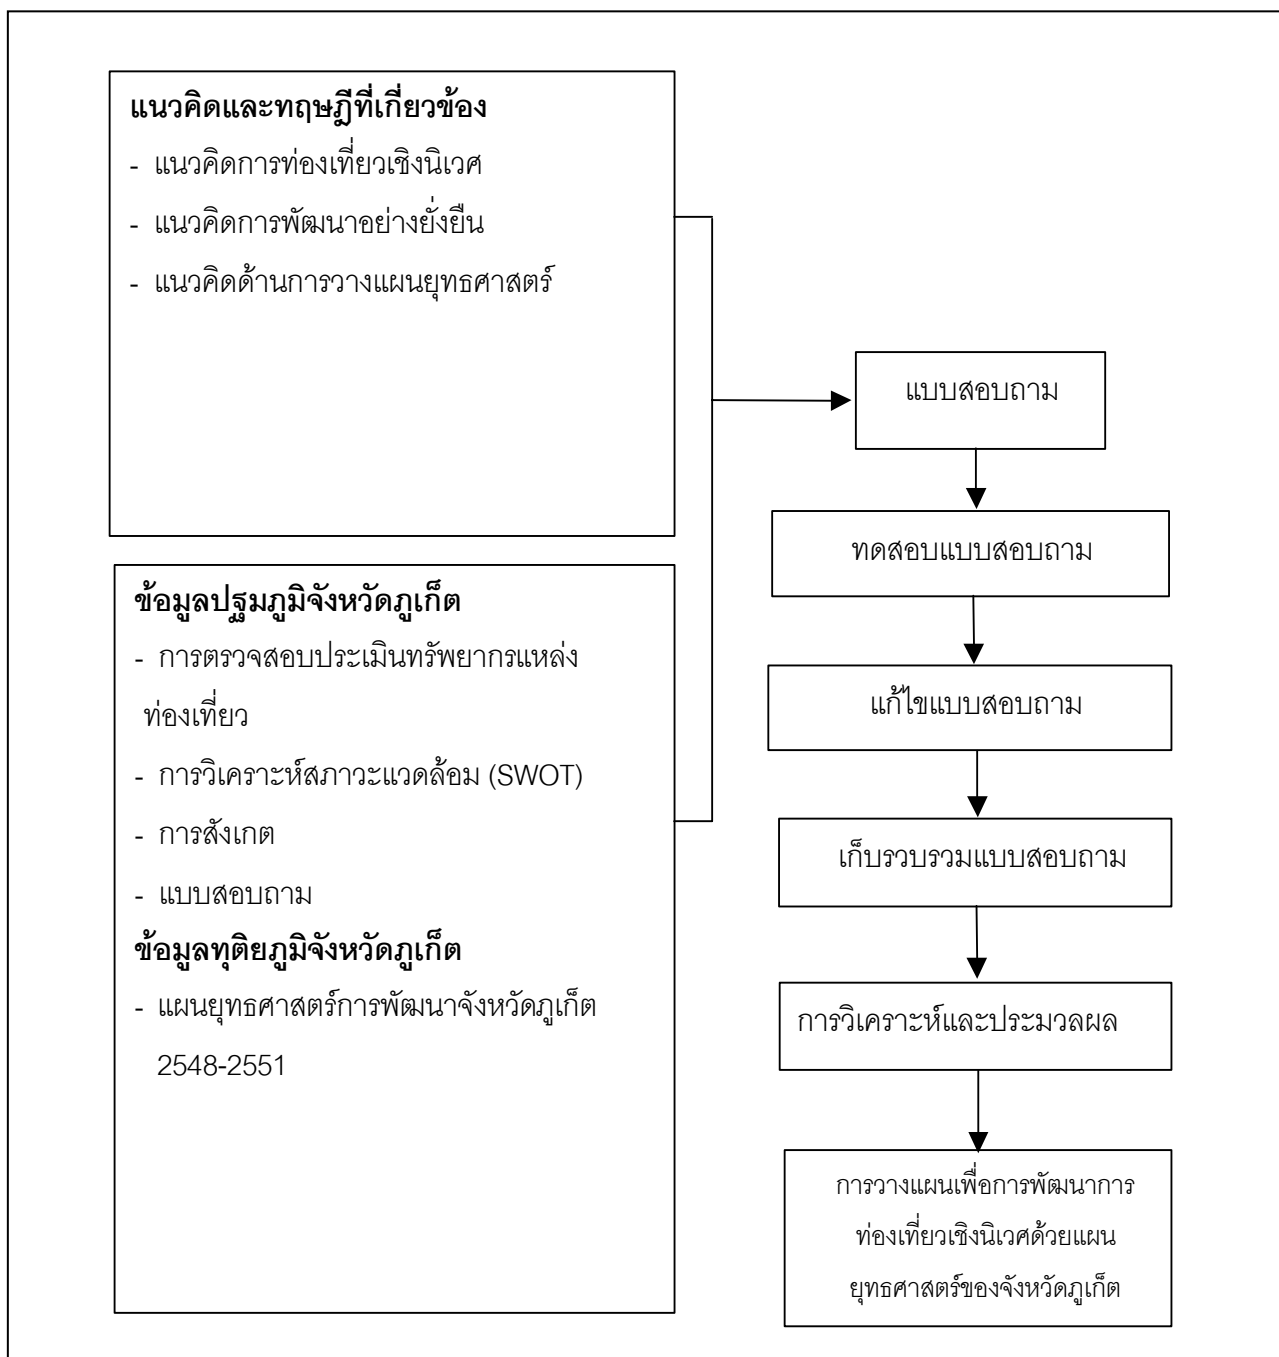 แนวคิดและทฤษฎีที่เกี่ยวข้อง
- แนวคิดการท่องเที่ยวเชิงนิเวศ
- แนวคิดการพัฒนาอย่างยั่งยืน
- แนวคิดด้านการวางแผนยุทธศาสตร์
ข้อมูลปฐมภูมิจังหวัดภูเก็ต
- การตรวจสอบประเมินทรัพยากรแหล่ง
ท่องเที่ยว
- การวิเคราะห์สภาวะแวดล้อม (SWOT)
- การสังเกต
- แบบสอบถาม
ข้อมูลทุติยภูมิจังหวัดภูเก็ต
- แผนยุทธศาสตร์การพัฒนาจังหวัดภูเก็ต
2548-2551
แบบสอบถาม
ทดสอบแบบสอบถาม
แก้ไขแบบสอบถาม
เก็บรวบรวมแบบสอบถาม
การวิเคราะห์และประมวลผล
การวางแผนเพื่อการพัฒนาการ
ท่องเที่ยวเชิงนิเวศด้วยแผน
ยุทธศาสตร์ของจังหวัดภูเก็ต